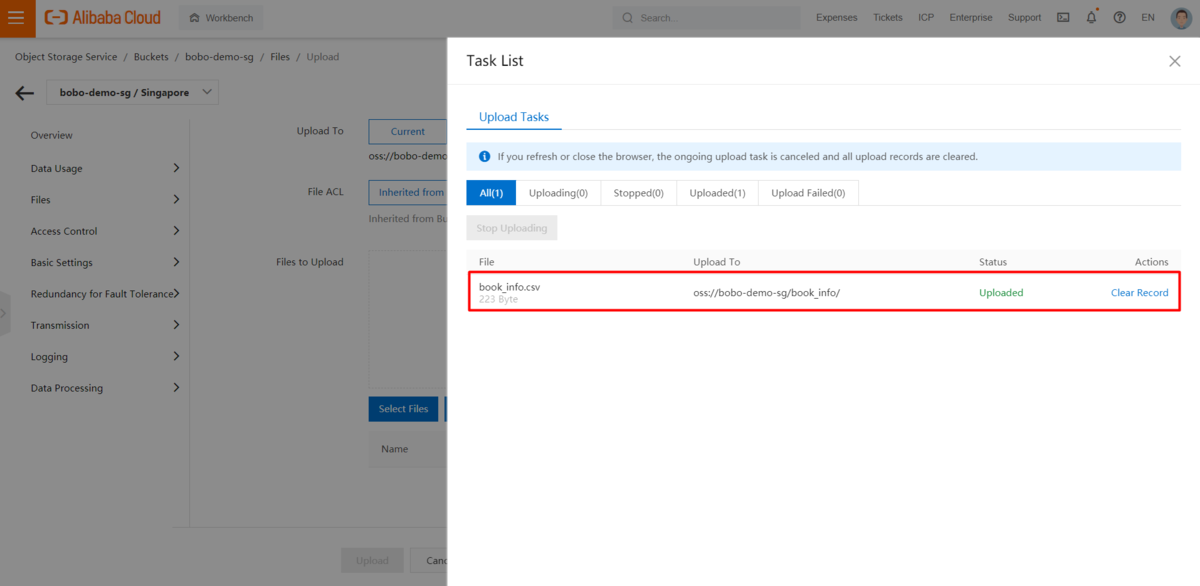 Alibaba Cloud
Workbench
Search...
Expenses
Tickets
ICP
Enterprise
Support
EN
Object Storage Service / Buckets / bobo-demo-sg / Files / Upload
bobo-demo-sg / Singapore
Overview
Data Usage
Files
Access Control
Basic Settings
Redundancy for Fault Tolerance
Transmission
Logging
Data Processing
Upload To
Current
oss://bobo-demo
File ACL
Inherited from
Inherited from Bu
Files to Upload
Select Files
Name
Upload
Canc
Task List
Upload Tasks
If you refresh or close the browser, the ongoing upload task is canceled and all upload records are cleared.
All(1)
Uploading(0)
Stopped(0)
Uploaded(1)
Upload Failed(0)
Stop Uploading
File
Upload To
Status
Actions
book_info.csv
223 Byte
oss://bobo-demo-sg/book_info/
Uploaded
Clear Record